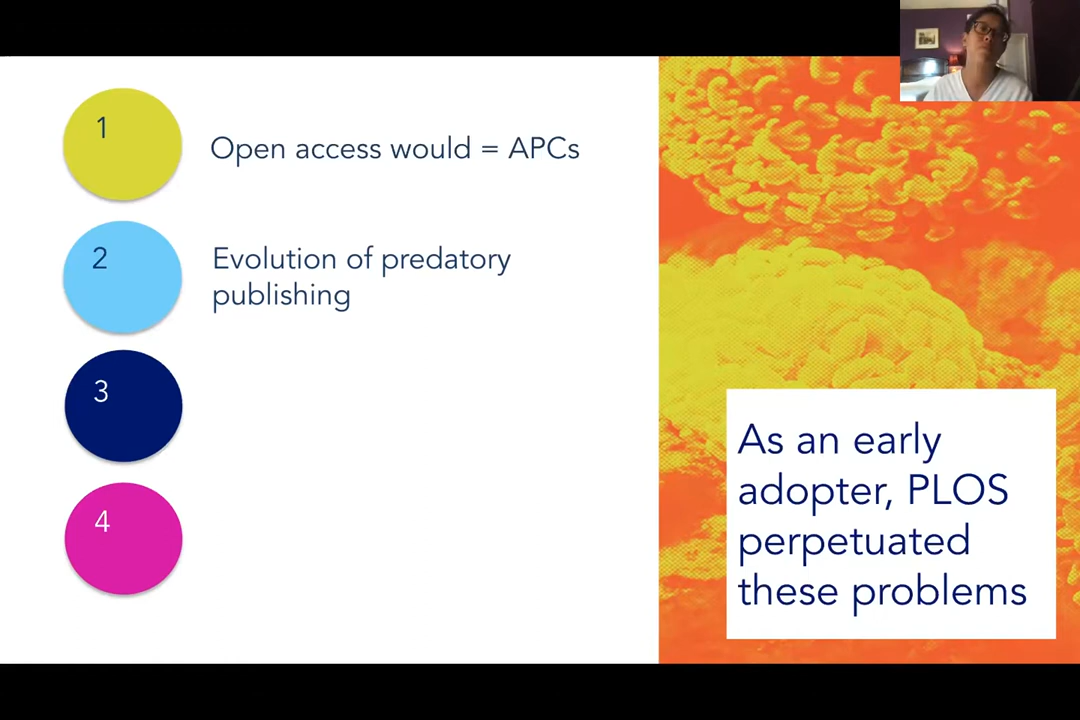 1
Open access would = APCs
2
Evolution of predatory
publishing
3
4
As an early
adopter, PLOS
perpetuated
these problems